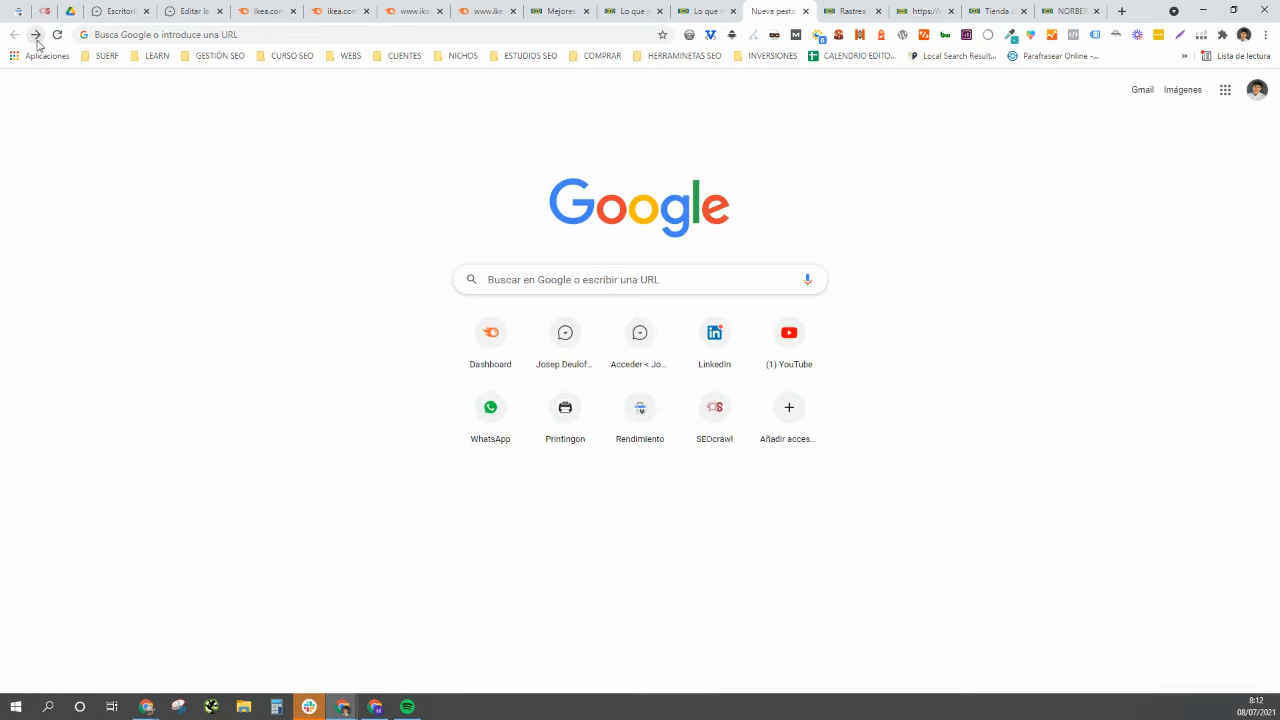 Escritori
Editar la
ikea.con
ikea.con
www.ike
www.ike
Mejores
Lo que n
Lo que n
Nueva pesta
Rastrea
https://v
Tienda c
NORBER
Busca Google o introduce una URL
Aplicaciones
SUERP
LEARN
GESTIÓN SEO
CURSO SEO
WEBS
CLIENTES
NICHOS
ESTUDIOS SEO
COMPRAR
HERRAMINETAS SEO
INVERSIONES
CALENDRIO EDITO...
Local Search Result...
Parafrasear Online -...
»
Lista de lectura
Gmail
Imágenes
Google
Buscar en Google o escribir una URL
Dashboard
Josep Deulof...
Acceder < Jo...
LinkedIn
(1) YouTube
WhatsApp
Printingon
Rendimiento
SEOcrawl
Añadir acces...
8:12
08/07/2021